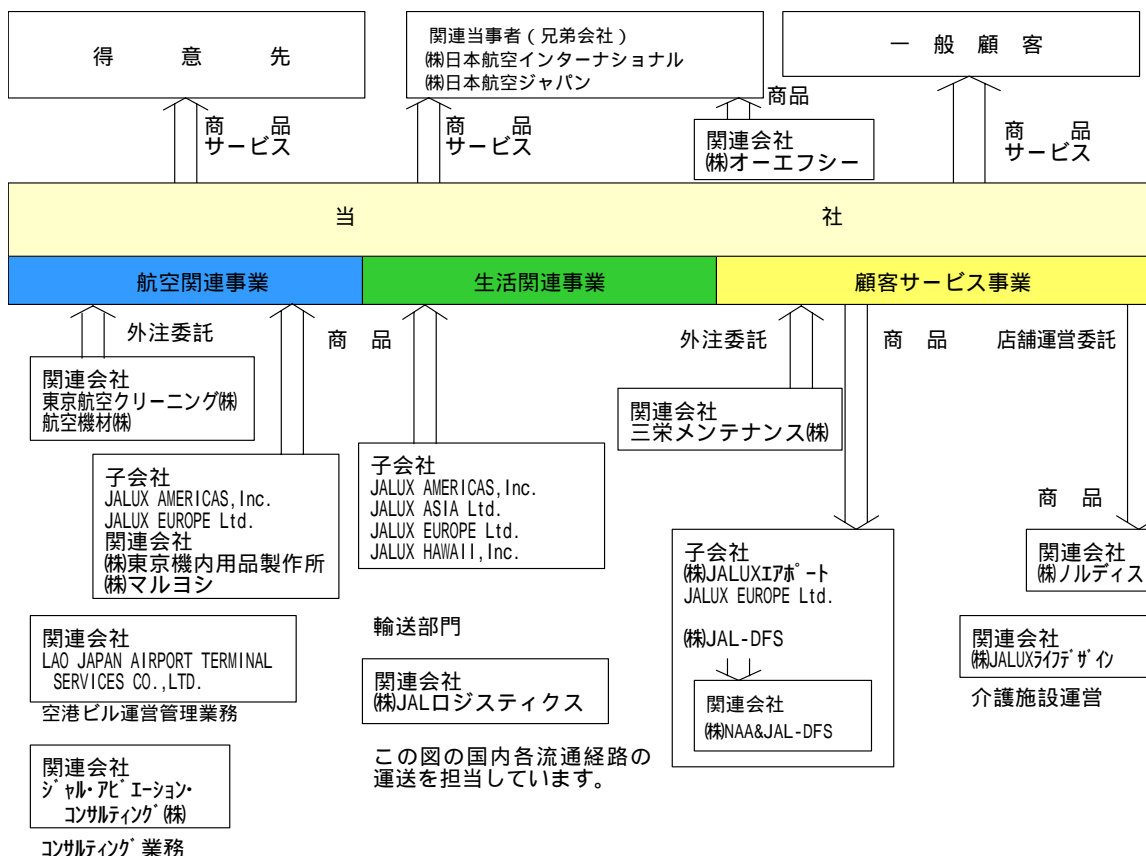 得　意　先
関連当事者(兄弟会社)
㈱日本航空インターナショナル
㈱日本航空ジャパン
一 般 顧 客
商　品
サービス
商　品
サービス
商品
関連会社
㈱オーエフシー
商　品
サービス
当　社
航空関連事業
生活関連事業
顧客サービス事業
外注委託
商　品
外注委託
商　品
店舗運営委託
関連会社
東京航空クリーニング㈱
航空機材㈱
関連会社
三栄メンテナンス㈱
子会社
JALUX AMERICAS,Inc.
JALUX EUROPE Ltd.
関連会社
㈱東京機内用品製作所
㈱マルヨシ
子会社
JALUX AMERICAS,Inc.
JALUX ASIA Ltd.
JALUX EUROPE Ltd.
JALUX HAWAII,Inc.
商　品
子会社
㈱JALUXｴｱﾎﾟｰﾄ
JALUX EUROPE Ltd.
㈱JAL-DFS
関連会社
㈱NAA&JAL-DFS
関連会社
㈱ノルディス
関連会社
LAO JAPAN AIRPORT TERMINAL
SERVICES CO.,LTD.
空港ビル運営管理業務
輸送部門
関連会社
㈱JALロジスティクス
この図の国内各流通経路の
運送を担当しています。
関連会社
㈱JALUXﾗｲﾌﾃﾞｻﾞｲﾝ
介護施設運営
関連会社
ｼﾞｬﾙ・ｱﾋﾞｴｰｼｮﾝ・
ｺﾝｻﾙﾃｨﾝｸﾞ㈱
ｺﾝｻﾙﾃｨﾝｸﾞ業務